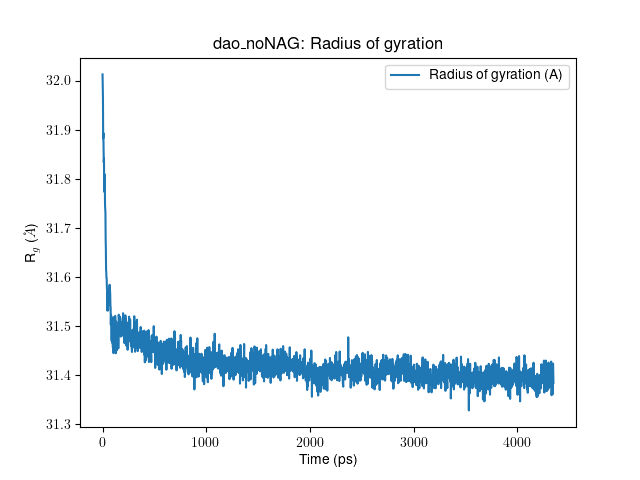 dao_noNAG: Radius of gyration
Radius of gyration (A)
32.0
31.9
31.8
31.7
31.6
31.5
31.4
31.3
R_g (Å)
0 1000 2000 3000 4000
Time (ps)